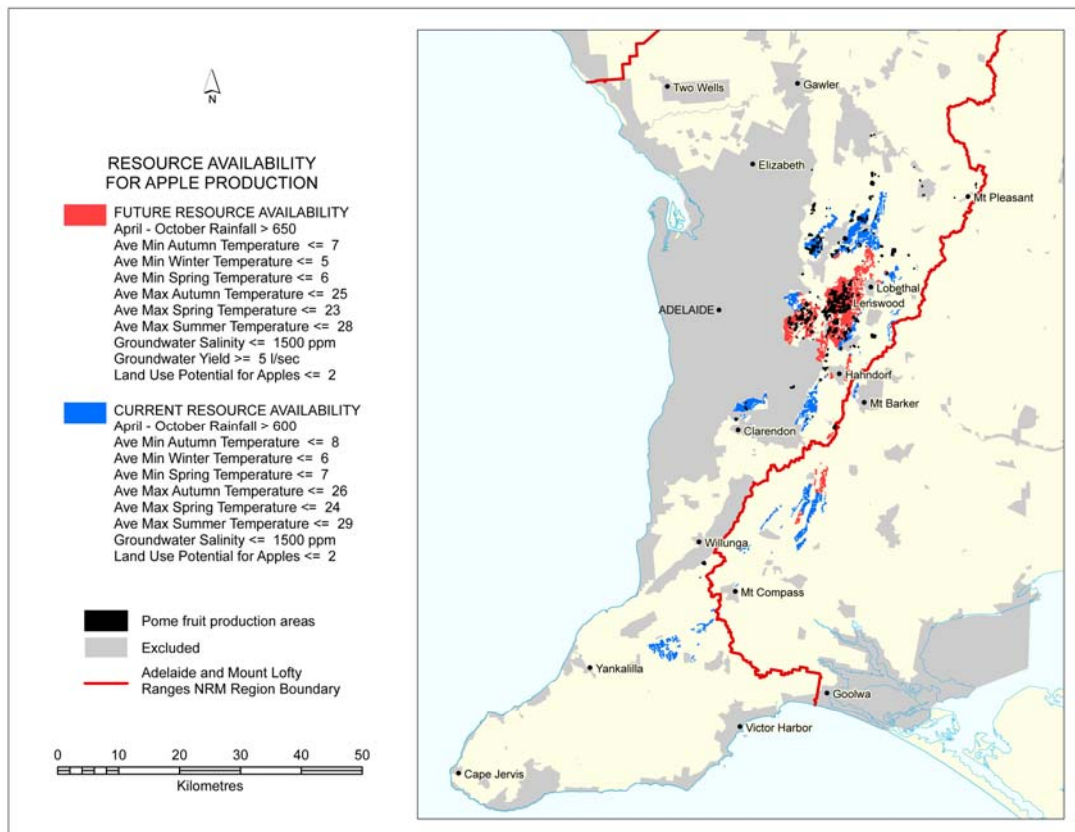 N
RESOURCE AVAILABILITY
FOR APPLE PRODUCTION
FUTURE RESOURCE AVAILABILITY
April - October Rainfall > 650
Ave Min Autumn Temperature <= 7
Ave Min Winter Temperature <= 5
Ave Min Spring Temperature <= 6
Ave Max Autumn Temperature <= 25
Ave Max Spring Temperature <= 23
Ave Max Summer Temperature <= 28
Groundwater Salinity <= 1500 ppm
Groundwater Yield >= 5 l/sec
Land Use Potential for Apples <= 2
CURRENT RESOURCE AVAILABILITY
April - October Rainfall > 600
Ave Min Autumn Temperature <= 8
Ave Min Winter Temperature <= 6
Ave Min Spring Temperature <= 7
Ave Max Autumn Temperature <= 26
Ave Max Spring Temperature <= 24
Ave Max Summer Temperature <= 29
Groundwater Salinity <= 1500 ppm
Land Use Potential for Apples <= 2
Pome fruit production areas
Excluded
Adelaide and Mount Lofty
Ranges NRM Region Boundary
0 10 20 30 40 50
Kilometres
Two Wells
Gawler
Elizabeth
Mt Pleasant
Lobethal
Lenswood
ADELAIDE
Hahndorf
Mt Barker
Clarendon
Willunga
Mt Compass
Yankalilla
Goolwa
Victor Harbor
Cape Jervis